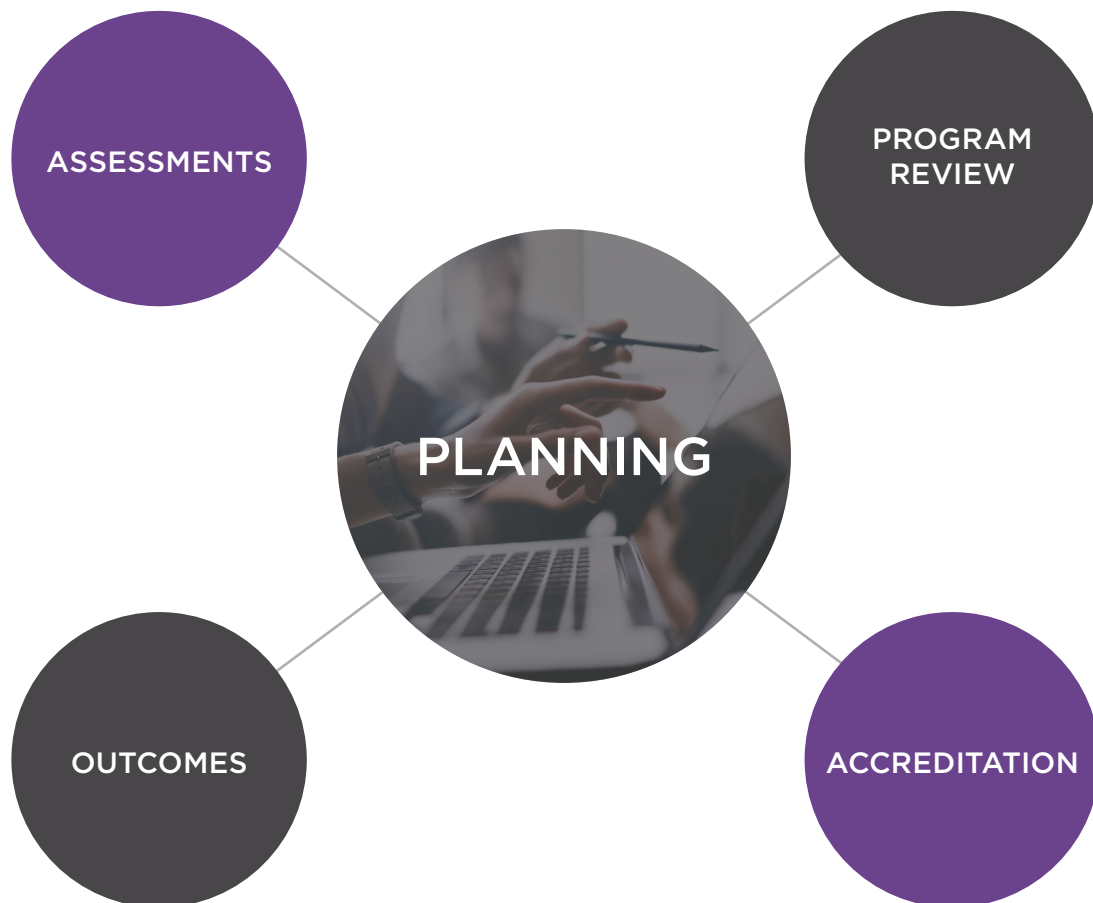 ASSESSMENTS
PROGRAM
REVIEW
PLANNING
OUTCOMES
ACCREDITATION